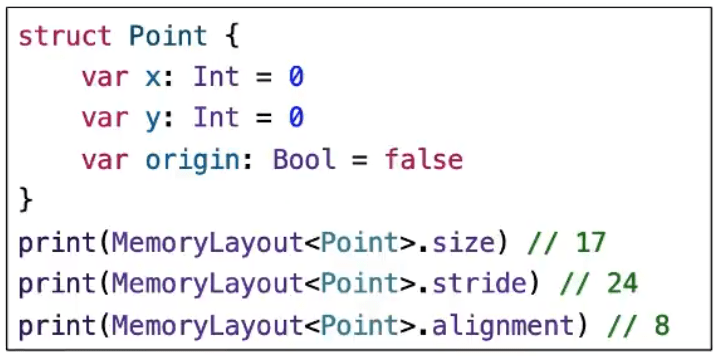 struct Point {
    var x: Int = 0
    var y: Int = 0
    var origin: Bool = false
}
print(MemoryLayout<Point>.size) // 17
print(MemoryLayout<Point>.stride) // 24
print(MemoryLayout<Point>.alignment) // 8